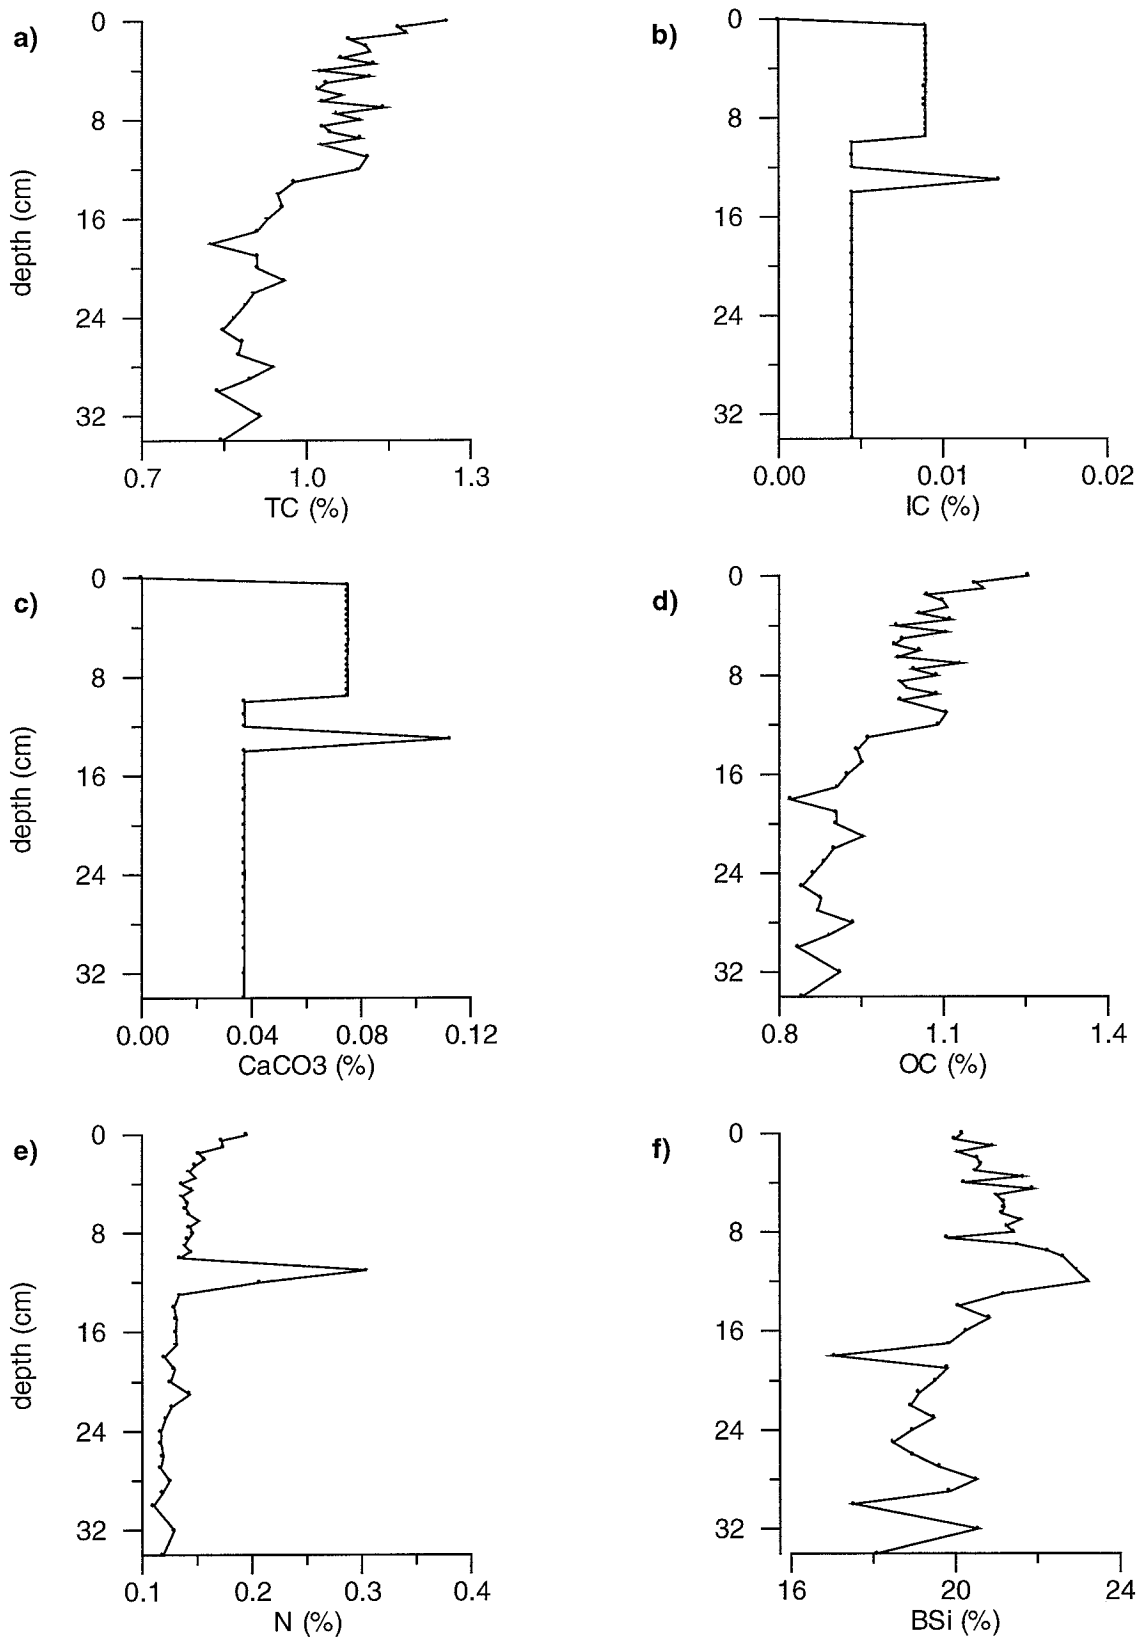 a)
0
8
16
24
32
depth (cm)
0.7 1.0 1.3
TC (%)
b)
0
8
16
24
32
0.00 0.01 0.02
IC (%)
c)
0
8
16
24
32
depth (cm)
0.00 0.04 0.08 0.12
CaCO3 (%)
d)
0
8
16
24
32
0.8 1.1 1.4
OC (%)
e)
0
8
16
24
32
depth (cm)
0.1 0.2 0.3 0.4
N (%)
f)
0
8
16
24
32
16 20 24
BSi (%)